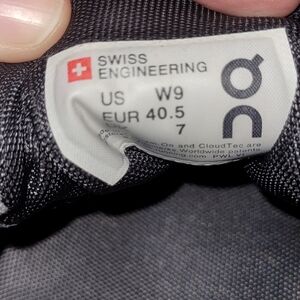 SWISS
ENGINEERING
US W9
EUR 40.5
7
On and CloudTec are
Worldwide patents